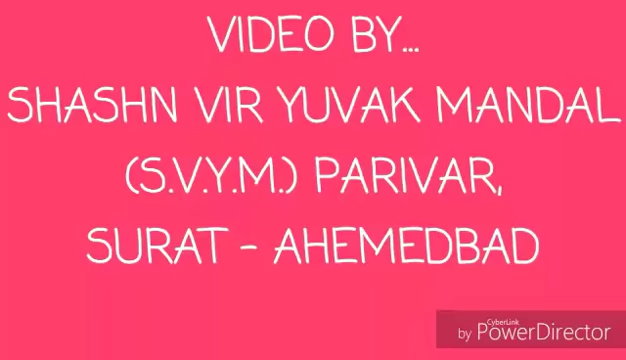 VIDEO BY...
SHASHN VIR YUVAK MANDAL
(S.V.Y.M.) PARIVAR,
SURAT - AHEMEDBAD
CyberLink
by PowerDirector